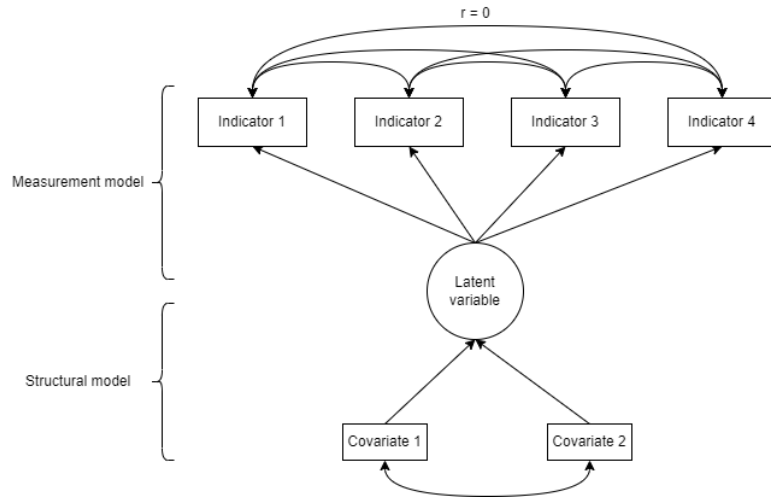 r = 0
Indicator 1
Indicator 2
Indicator 3
Indicator 4
Measurement model
Latent
variable
Structural model
Covariate 1
Covariate 2